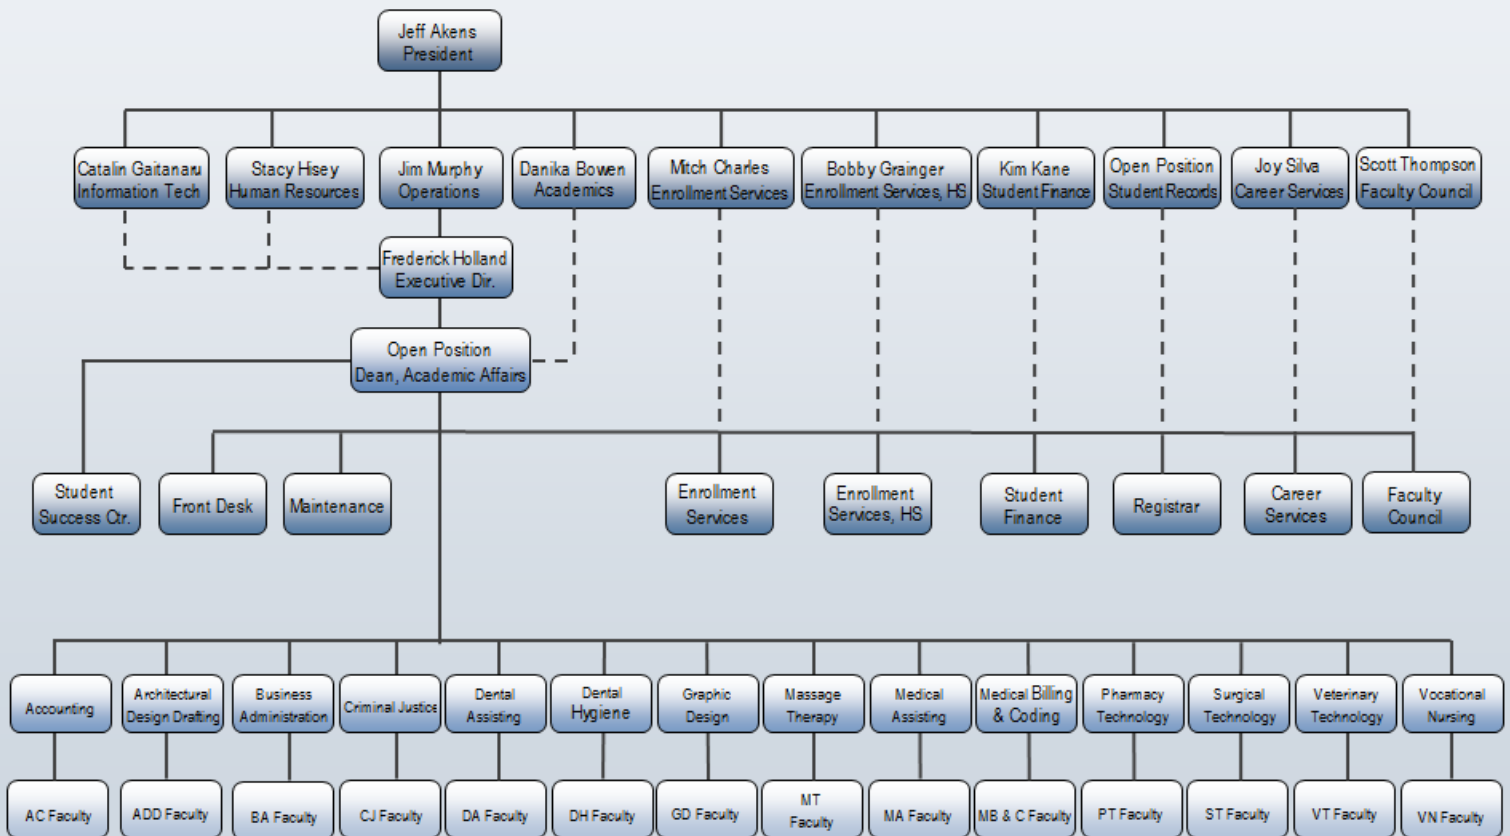 Jeff Akens
President
Catalin Gaitanaru
Information Tech
Stacy Hisey
Human Resources
Jim Murphy
Operations
Danika Bowen
Academics
Mitch Charles
Enrollment Services
Bobby Grainger
Enrollment Services, HS
Kim Kane
Student Finance
Open Position
Student Records
Joy Silva
Career Services
Scott Thompson
Faculty Council
Frederick Holland
Executive Dir.
Open Position
Dean, Academic Affairs
Student
Success Ctr.
Front Desk
Maintenance
Enrollment
Services
Enrollment
Services, HS
Student
Finance
Registrar
Career
Services
Faculty
Council
Accounting
Architectural
Design Drafting
Business
Administration
Criminal Justice
Dental
Assisting
Dental
Hygiene
Graphic
Design
Massage
Therapy
Medical
Assisting
Medical Billing
& Coding
Pharmacy
Technology
Surgical
Technology
Veterinary
Technology
Vocational
Nursing
AC Faculty
ADD Faculty
BA Faculty
CJ Faculty
DA Faculty
DH Faculty
GD Faculty
MT
Faculty
MA Faculty
MB & C Faculty
PT Faculty
ST Faculty
VT Faculty
VN Faculty